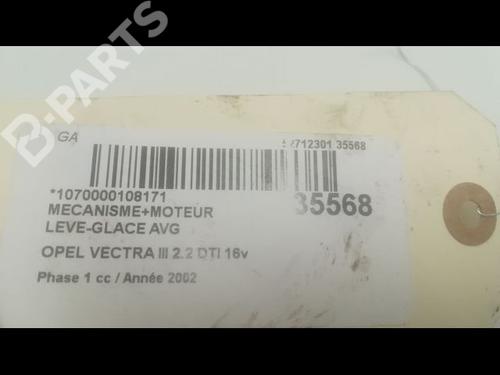 B-PARTS
GA
35568
*1070000108171
35568
MECANISME+MOTEUR
LEVE-GLACE AVG
OPEL VECTRA III 2.2 DTI 16v
Phase 1 cc / Année 2002